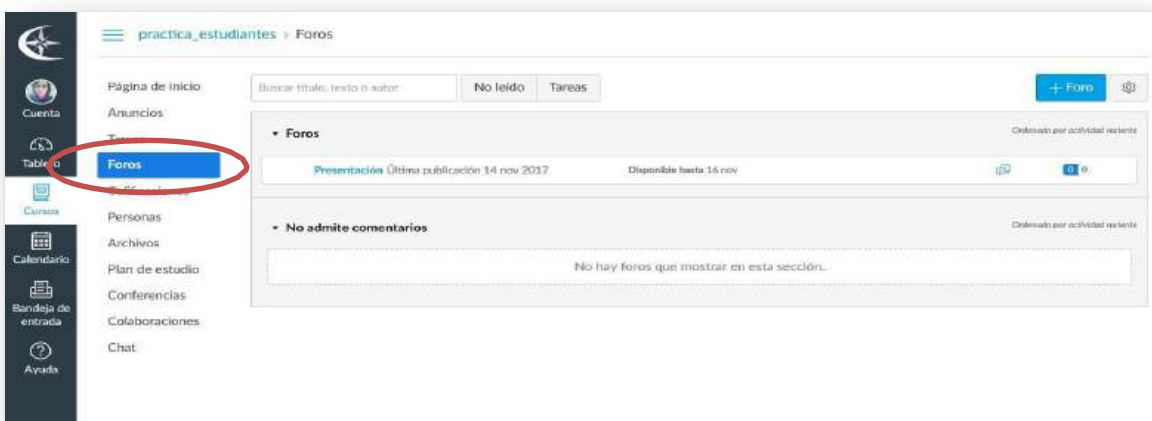 practica_estudiantes › Foros
Cuenta
Tablero
Cursos
Calendario
Bandeja de
entrada
Ayuda
Página de inicio
Anuncios
Tareas
Foros
Calificaciones
Personas
Archivos
Plan de estudio
Conferencias
Colaboraciones
Chat
Buscar título, texto o autor
No leído
Tareas
+ Foro
Foros
Ordenado por actividad reciente
Presentación Última publicación 14 nov 2017 Disponible hasta 16 nov
0 0
No admite comentarios
Ordenado por actividad reciente
No hay foros que mostrar en esta sección.